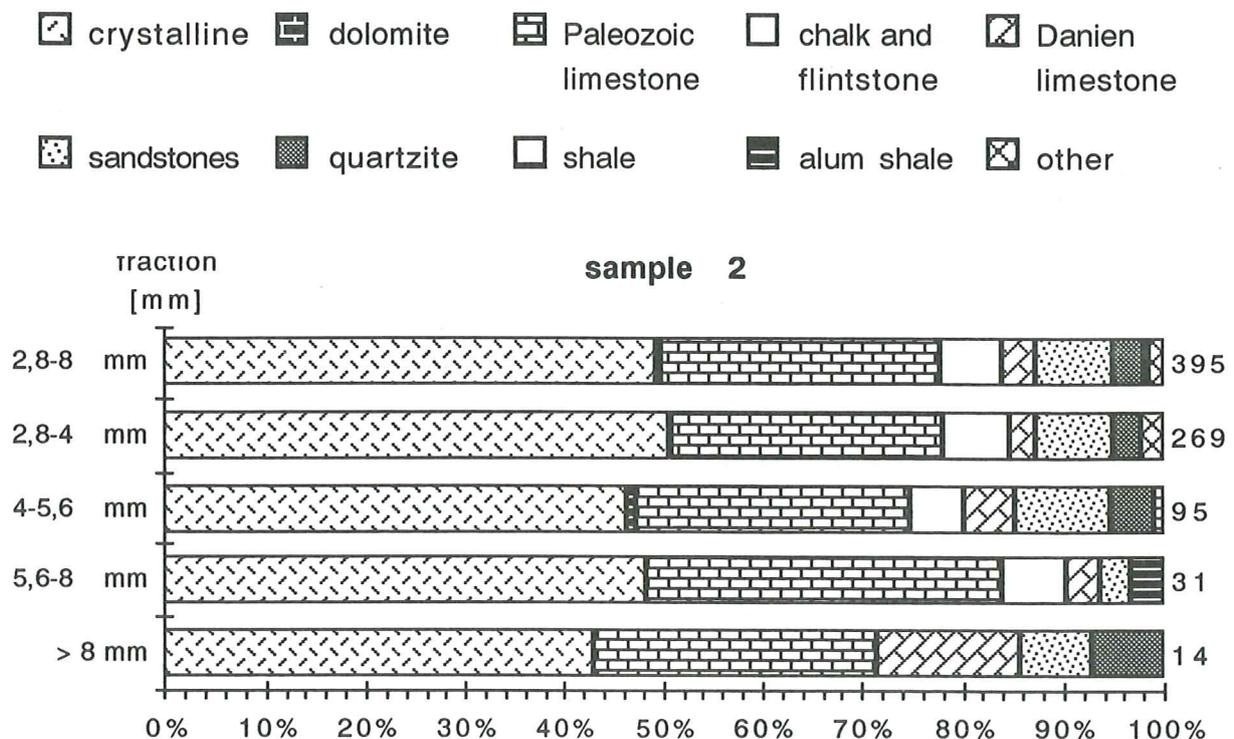 crystalline dolomite Paleozoic limestone chalk and flintstone Danien limestone
sandstones quartzite shale alum shale other
fraction
[mm]
sample 2
2,8-8 mm 395
2,8-4 mm 269
4-5,6 mm 95
5,6-8 mm 31
> 8 mm 14
0% 10% 20% 30% 40% 50% 60% 70% 80% 90% 100%